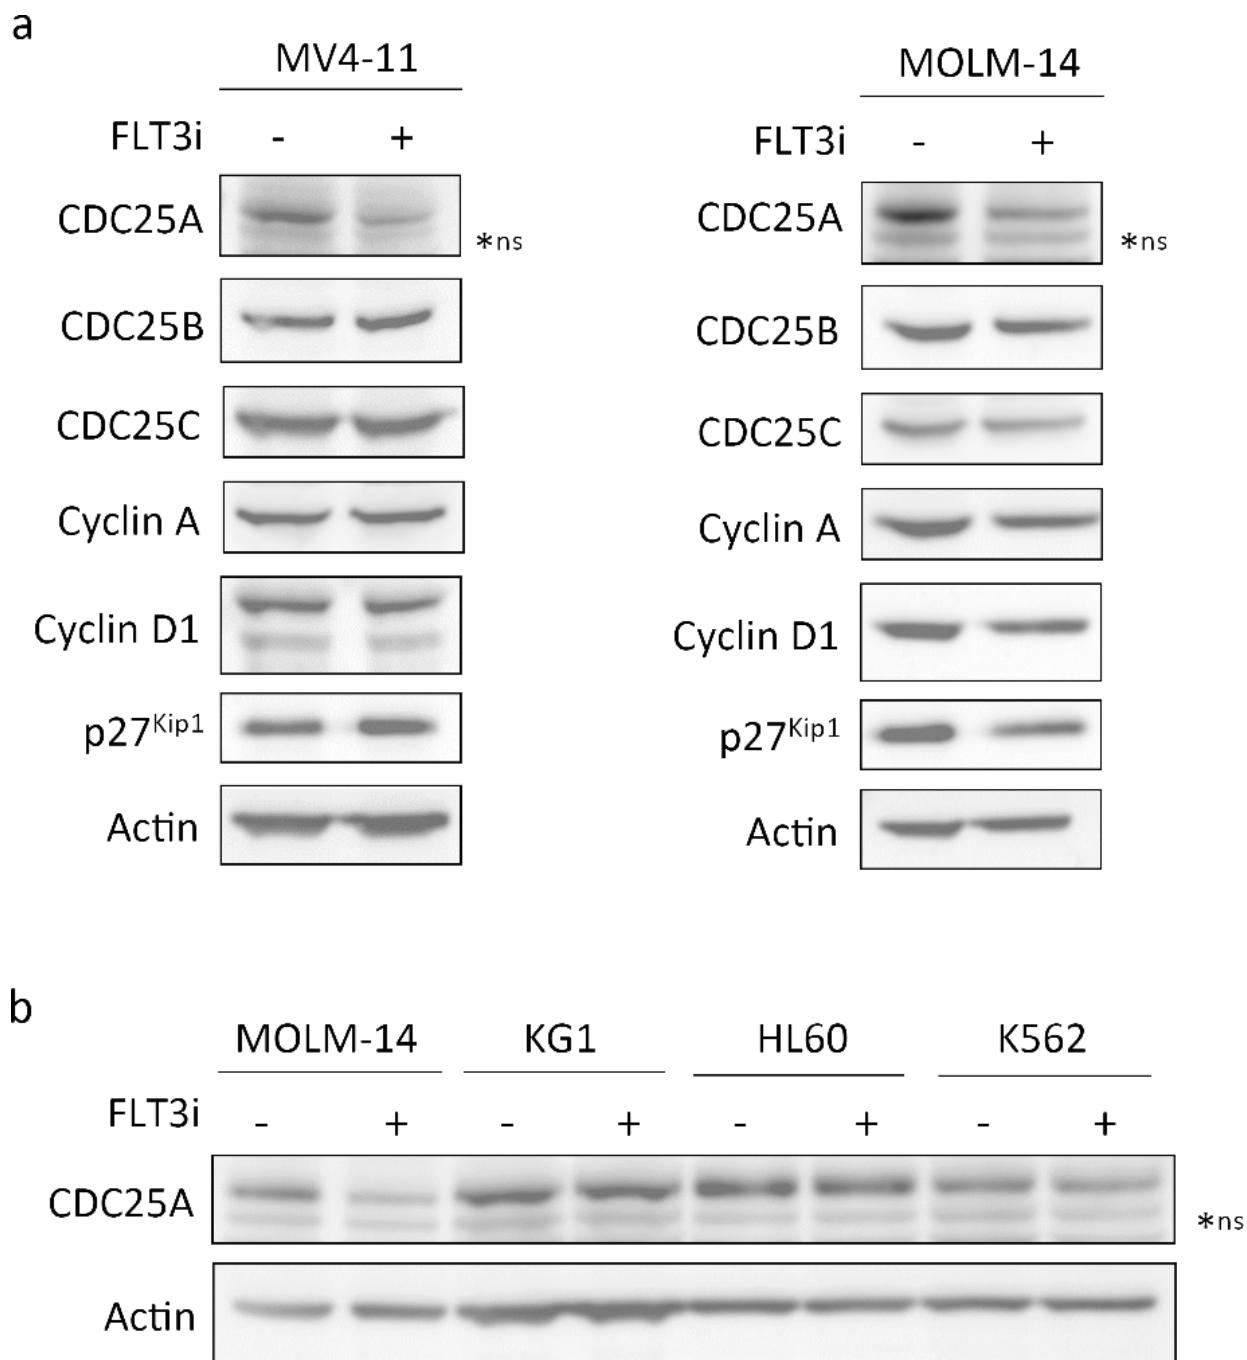 a
MV4-11
FLT3i - +
CDC25A *ns
CDC25B
CDC25C
Cyclin A
Cyclin D1
p27Kip1
Actin
MOLM-14
FLT3i - +
CDC25A *ns
CDC25B
CDC25C
Cyclin A
Cyclin D1
p27Kip1
Actin
b
MOLM-14 KG1 HL60 K562
FLT3i - + - + - + - +
CDC25A *ns
Actin